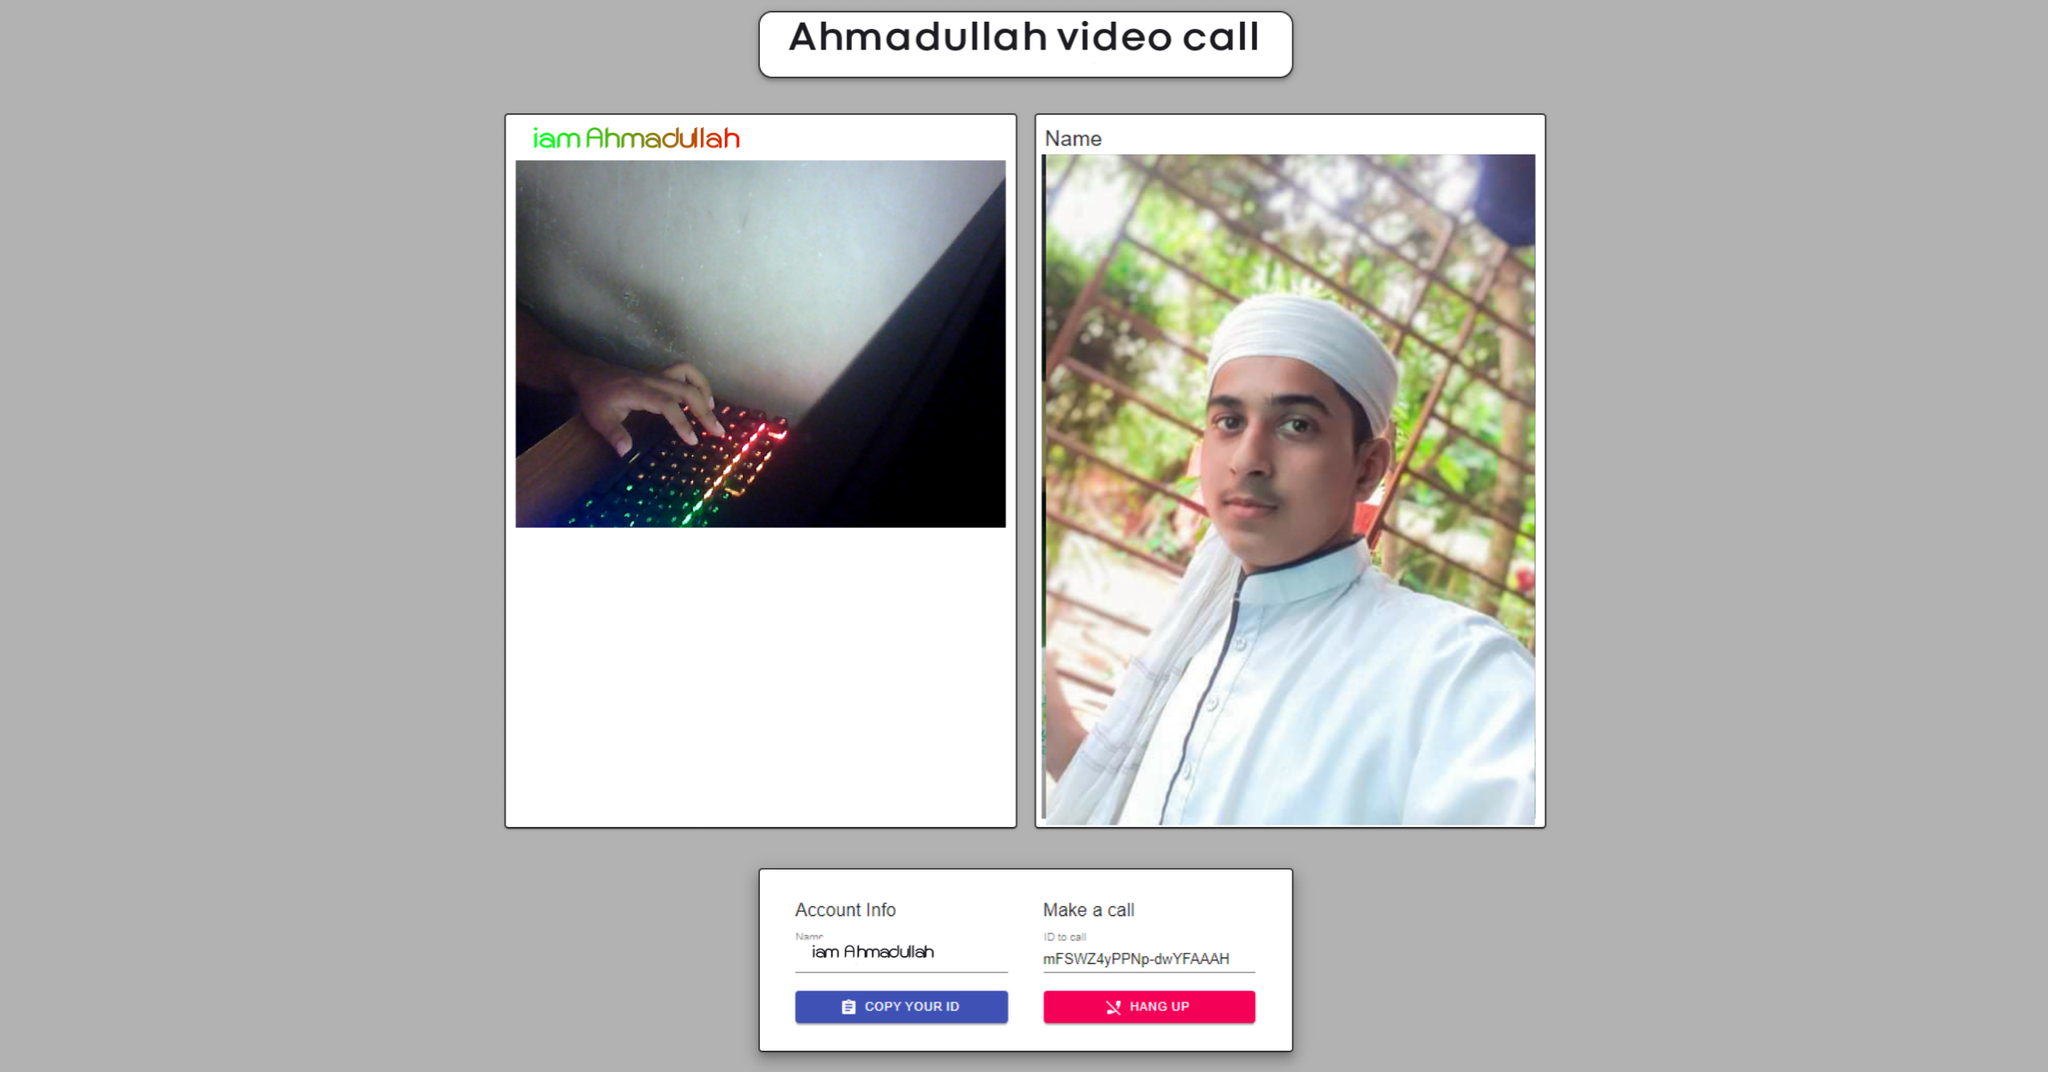 Ahmadullah video call
iam Ahmadullah
Name
Account Info
Name
iam Ahmadullah
COPY YOUR ID
Make a call
ID to call
mFSWZ4yPPNp-dwYFAAAH
HANG UP